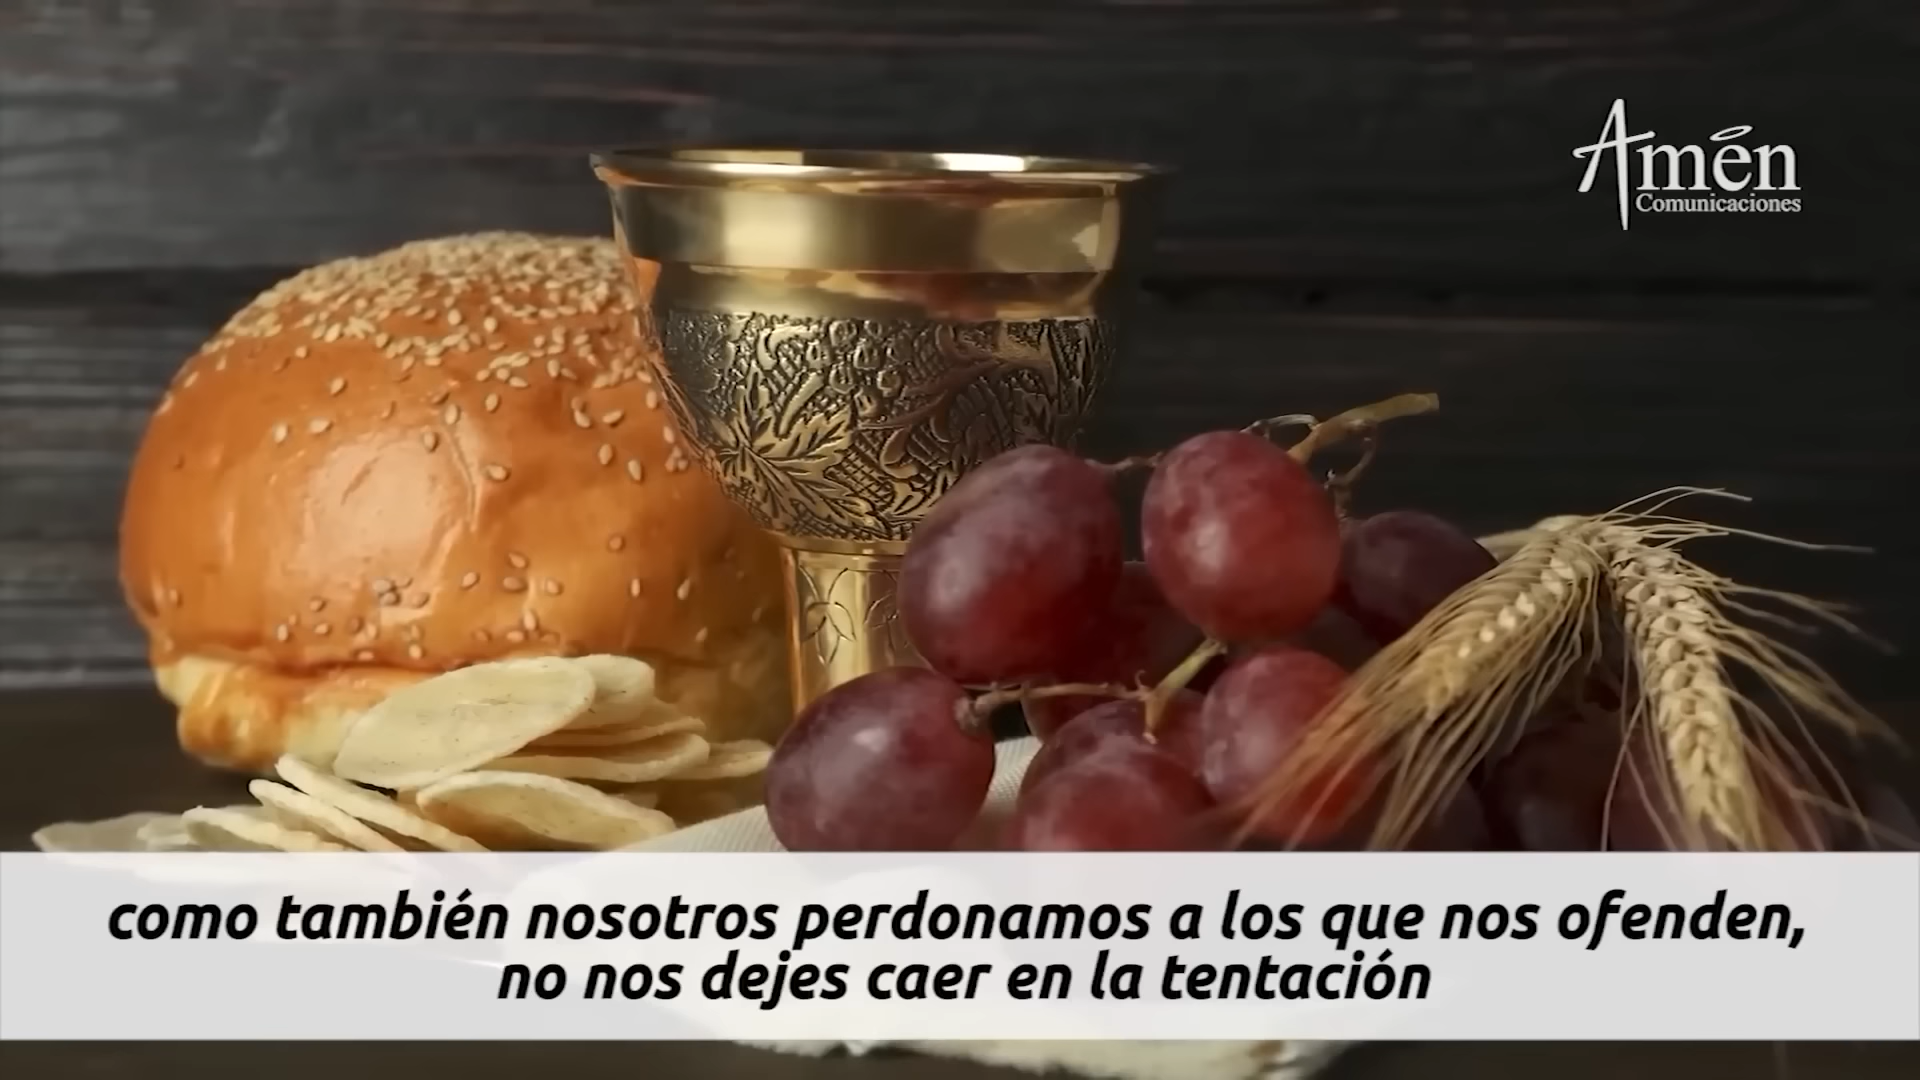 Amén
Comunicaciones
como también nosotros perdonamos a los que nos ofenden,
no nos dejes caer en la tentación